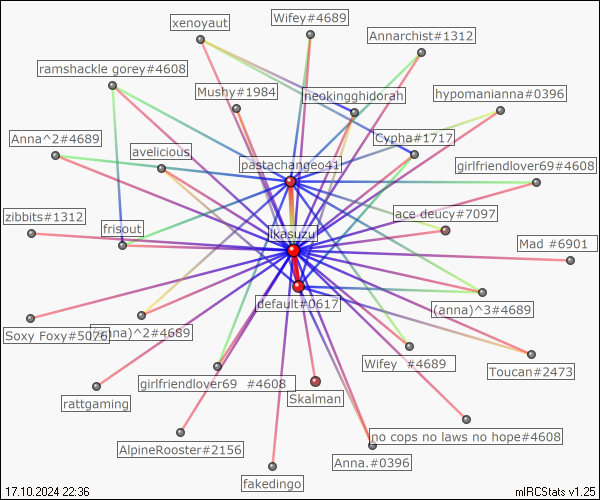 xenoyaut
Wifey#4689
Annarchist#1312
ramshackle gorey#4608
Mushy#1984
neokingghidorah
hypomanianna#0396
Anna^2#4689
avelicious
Cypha#1717
pastachangeo41
girlfriendlover69#4608
zibbits#1312
frisout
ikasuzu
ace deucy#7097
Mad #6901
default#0617
Soxy Foxy#5076
(anna)^2#4689
(anna)^3#4689
Wifey #4689
Toucan#2473
rattgaming
girlfriendlover69 #4608
Skalman
AlpineRooster#2156
Anna.#0396
no cops no laws no hope#4608
fakedingo
17.10.2024 22:36
mIRCStats v1.25